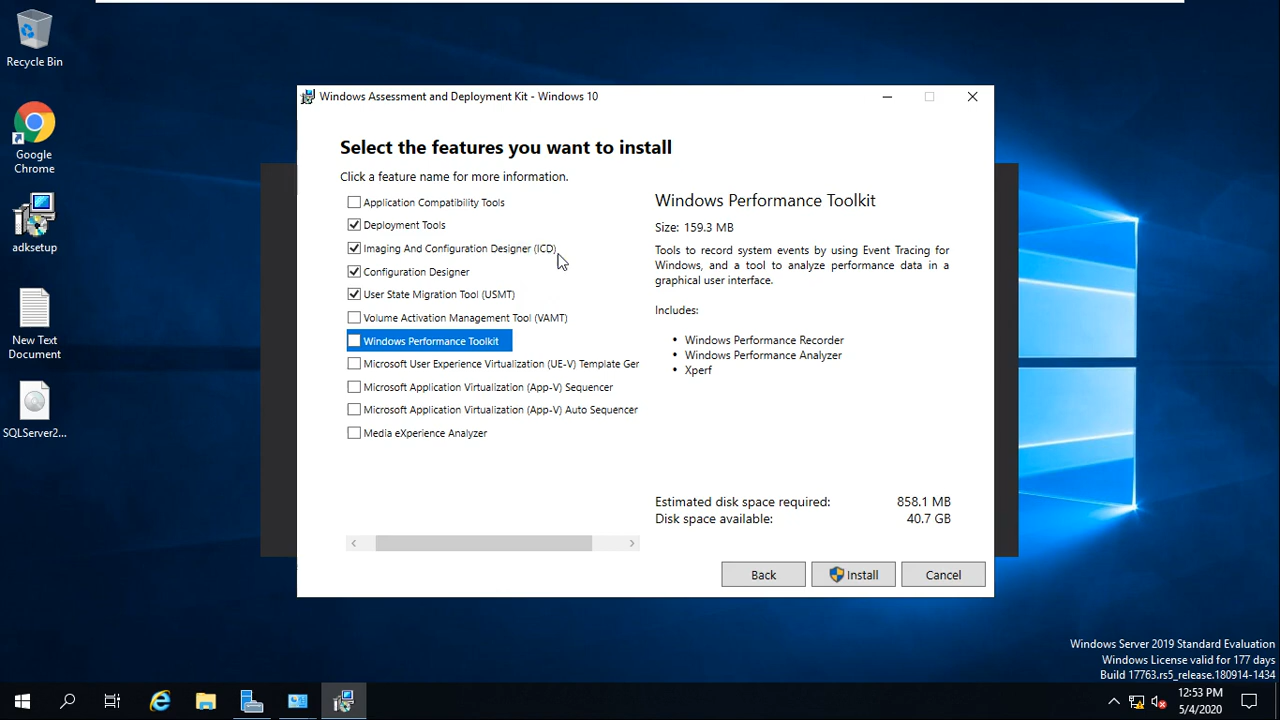 Recycle Bin
Google
Chrome
adksetup
New Text
Document
SQLServer2...
Windows Assessment and Deployment Kit - Windows 10
Select the features you want to install
Click a feature name for more information.
Application Compatibility Tools
Deployment Tools
Imaging And Configuration Designer (ICD)
Configuration Designer
User State Migration Tool (USMT)
Volume Activation Management Tool (VAMT)
Windows Performance Toolkit
Microsoft User Experience Virtualization (UE-V) Template Ger
Microsoft Application Virtualization (App-V) Sequencer
Microsoft Application Virtualization (App-V) Auto Sequencer
Media eXperience Analyzer
Windows Performance Toolkit
Size: 159.3 MB
Tools to record system events by using Event Tracing for
Windows, and a tool to analyze performance data in a
graphical user interface.
Includes:
• Windows Performance Recorder
• Windows Performance Analyzer
• Xperf
Estimated disk space required: 858.1 MB
Disk space available: 40.7 GB
Back
Install
Cancel
Windows Server 2019 Standard Evaluation
Windows License valid for 177 days
Build 17763.rs5_release.180914-1434
12:53 PM
5/4/2020